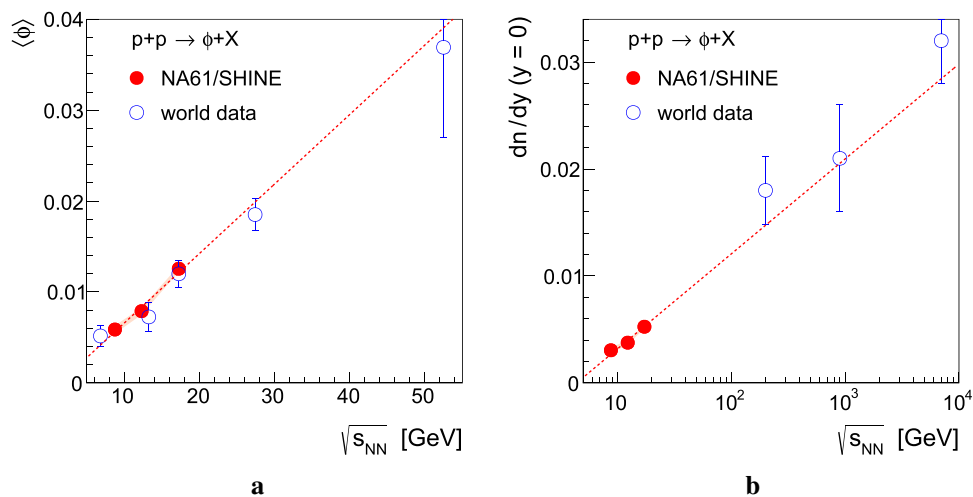 ⟨ϕ⟩
0.04
0.03
0.02
0.01
0
p+p → ϕ+X
NA61/SHINE
world data
10 20 30 40 50
√s_NN [GeV]
a
dn/dy (y = 0)
0.03
0.02
0.01
0
p+p → ϕ+X
NA61/SHINE
world data
10 10² 10³ 10⁴
√s_NN [GeV]
b